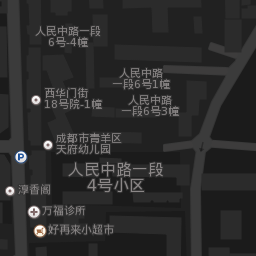 人民中路一段
6号-4幢
人民中路
一段6号1幢
西华门街
18号院-1幢
人民中路
一段6号3幢
成都市青羊区
天府幼儿园
P
人民中路一段
4号小区
淳香阁
万福诊所
好再来小超市